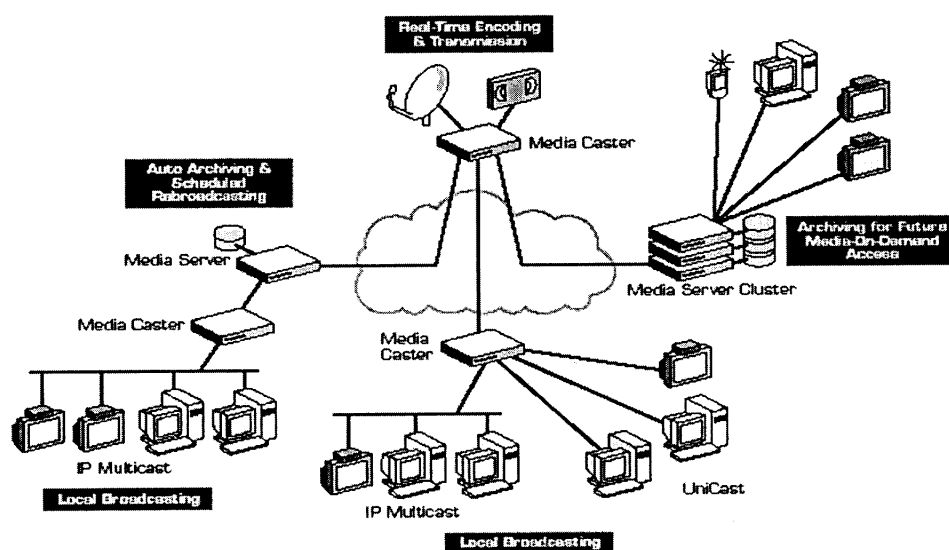 Real-Time Encoding
& Transmission
Media Caster
Auto Archiving &
Scheduled
Rebroadcasting
Media Server
Archiving for Future
Media-On-Demand
Access
Media Server Cluster
Media Caster
Media
Caster
IP Multicast
Local Broadcasting
UniCast
IP Multicast
Local Broadcasting